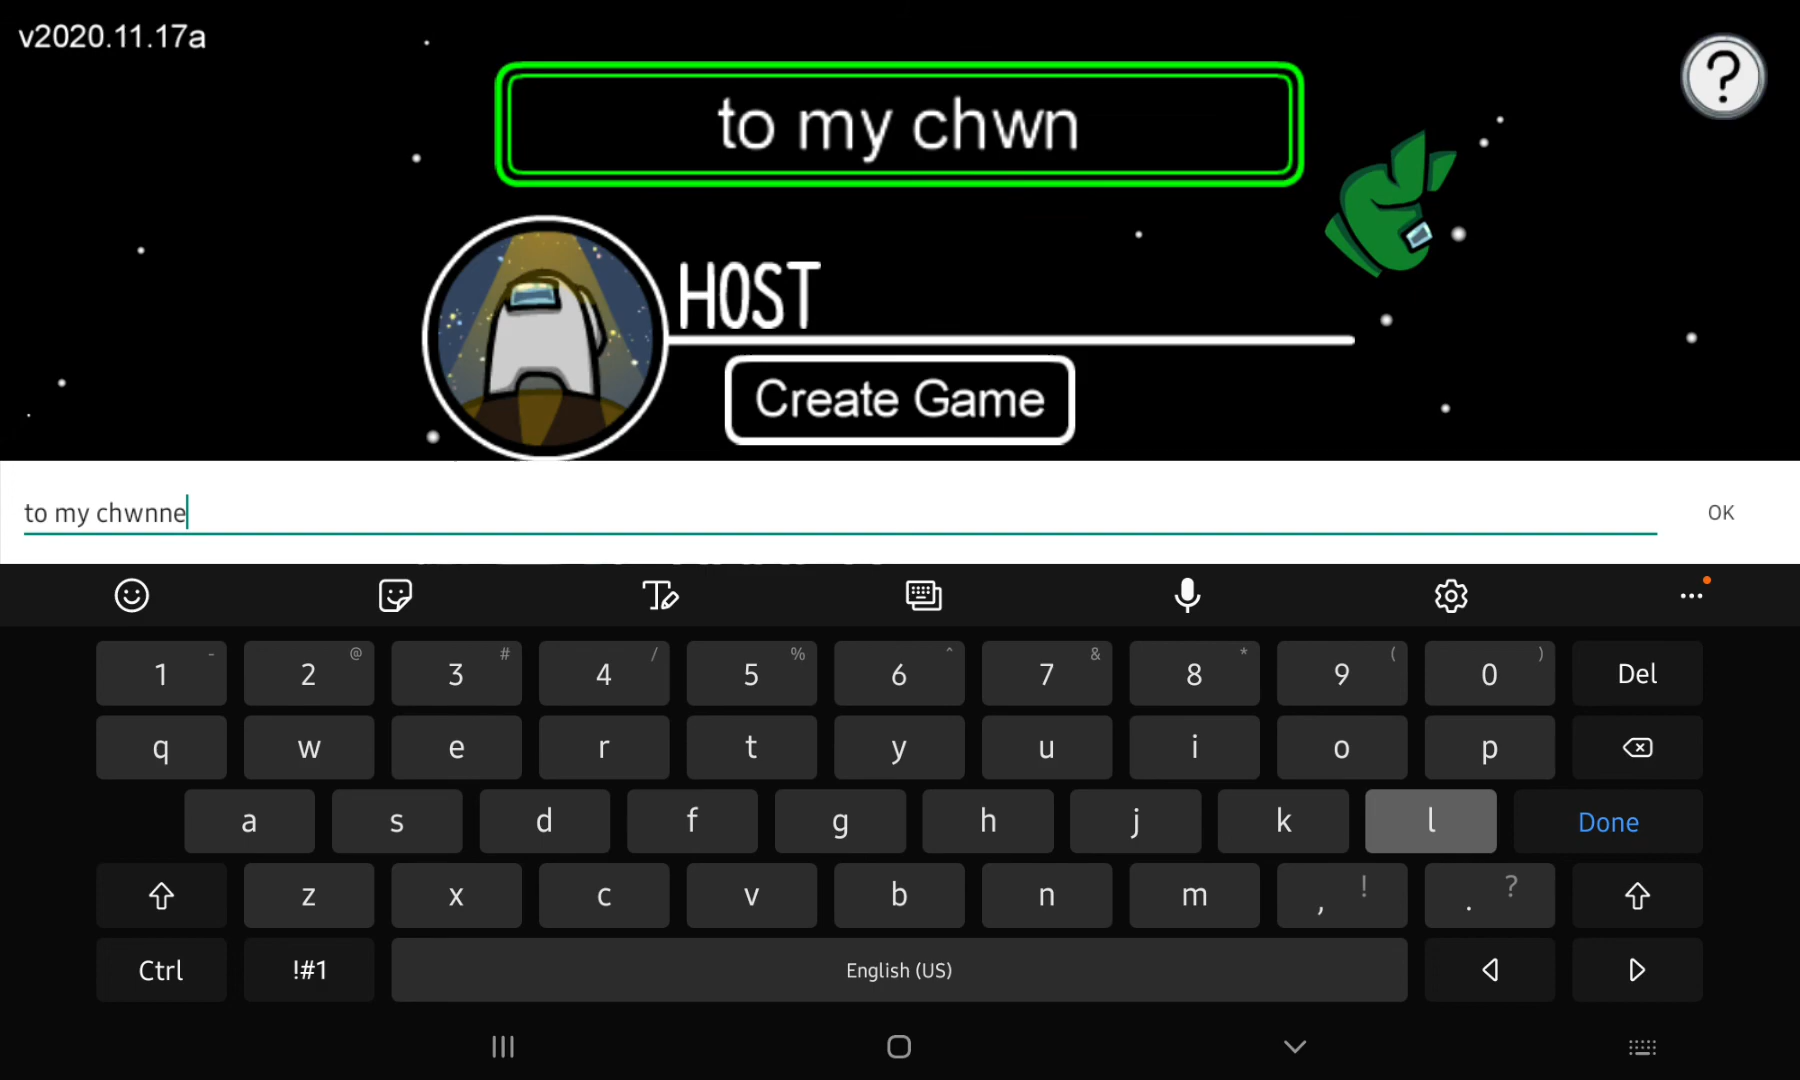 v2020.11.17a
?
to my chwn
HOST
Create Game
to my chwnne
OK
1 - 2 @ 3 # 4 / 5 % 6 ^ 7 & 8 * 9 ( 0 ) Del
q w e r t y u i o p
a s d f g h j k l Done
z x c v b n m , ! . ?
Ctrl !#1 English (US)